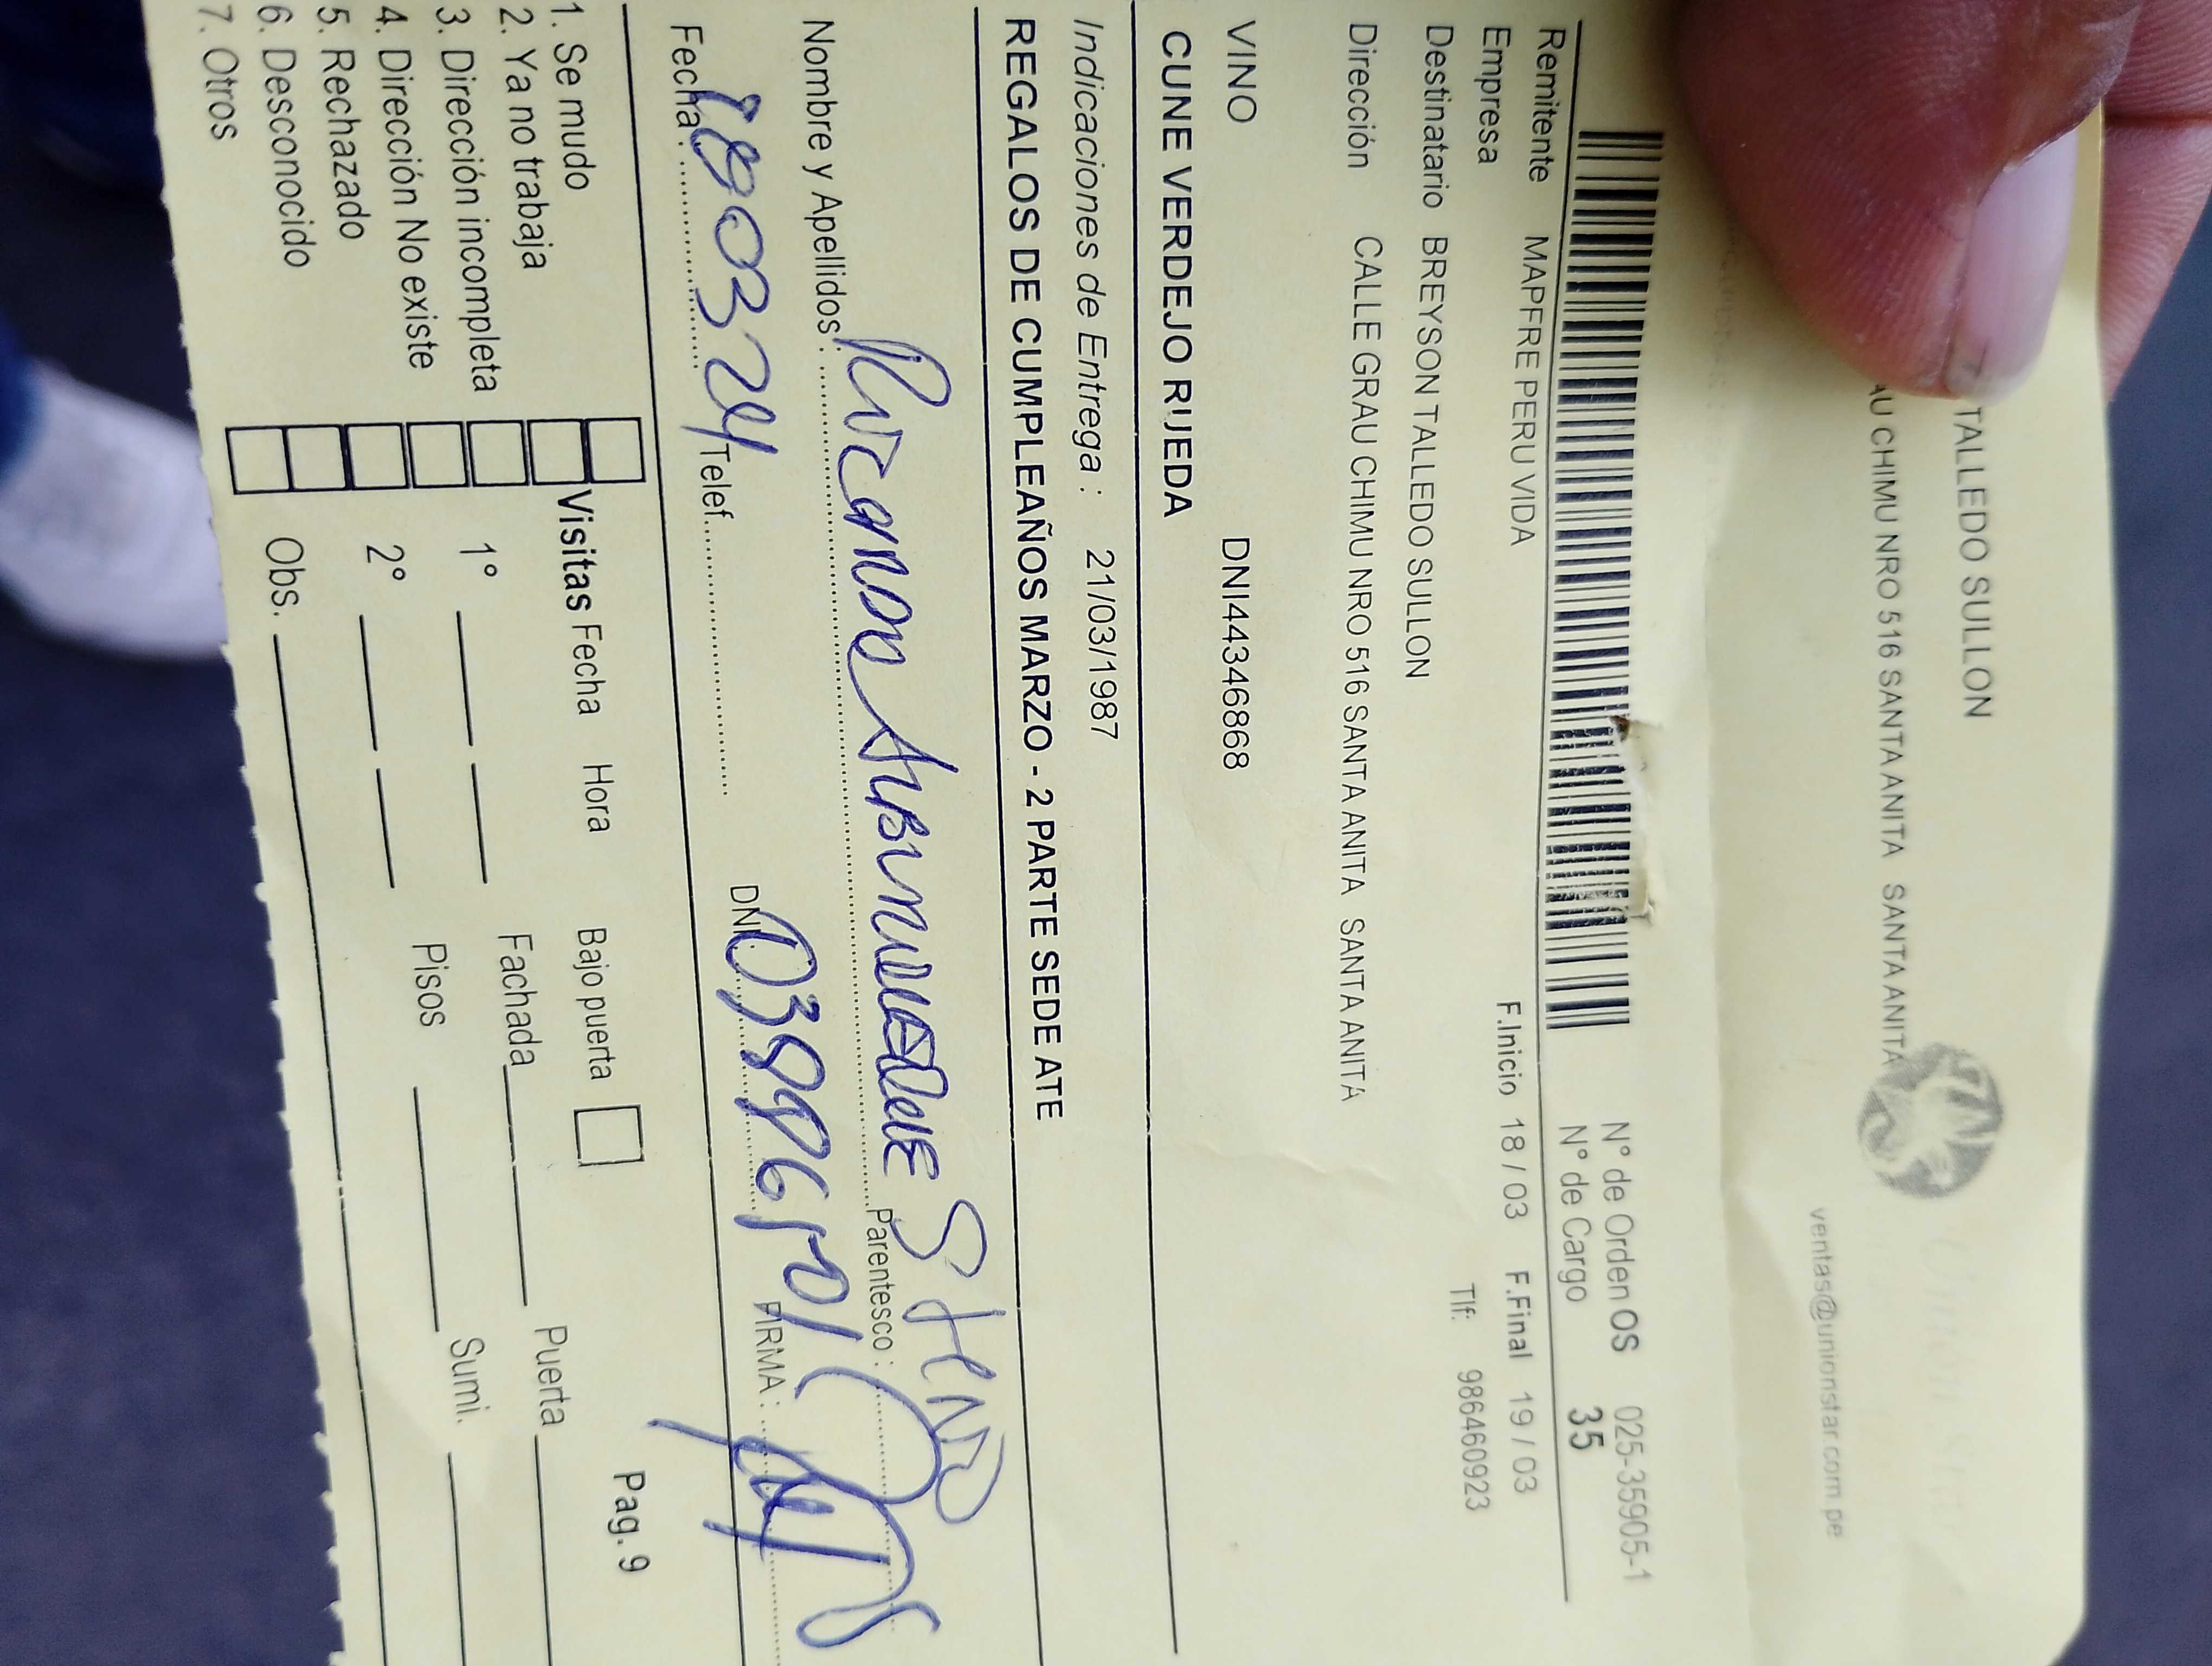 TALLEDO SULLON
AU CHIMU NRO 516 SANTA ANITA SANTA ANITA
ventas@unionstar.com.pe
N° de Orden OS 025-35905-1
N° de Cargo 35
Remitente MAPFRE PERU VIDA F.Inicio 18 / 03 F.Final 19 / 03
Empresa Tlf: 986460923
Destinatario BREYSON TALLEDO SULLON
Dirección CALLE GRAU CHIMU NRO 516 SANTA ANITA SANTA ANITA
VINO DNI44346868
CUNE VERDEJO RUEDA
Indicaciones de Entrega : 21/03/1987
REGALOS DE CUMPLEAÑOS MARZO - 2 PARTE SEDE ATE
Nombre y Apellidos : Parentesco :
Fecha : 180324 Telef. DNI: FIRMA :
1. Se mudo
2. Ya no trabaja
3. Dirección incompleta
4. Dirección No existe
5. Rechazado
6. Desconocido
7. Otros
Visitas Fecha Hora Bajo puerta Pag. 9
1° Fachada Puerta
2° Pisos Sumi.
Obs.